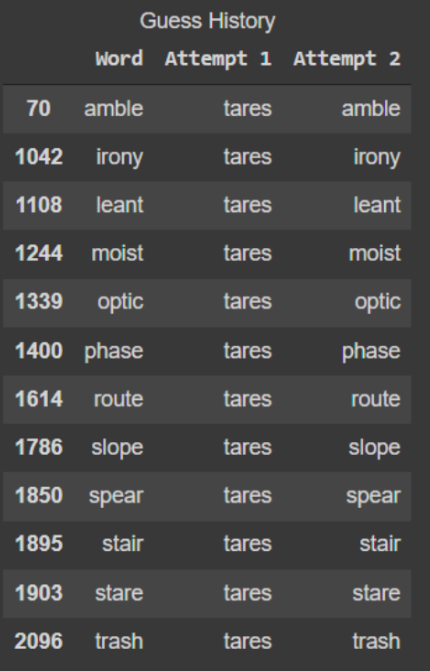 Guess History
Word Attempt 1 Attempt 2
70 amble tares amble
1042 irony tares irony
1108 leant tares leant
1244 moist tares moist
1339 optic tares optic
1400 phase tares phase
1614 route tares route
1786 slope tares slope
1850 spear tares spear
1895 stair tares stair
1903 stare tares stare
2096 trash tares trash